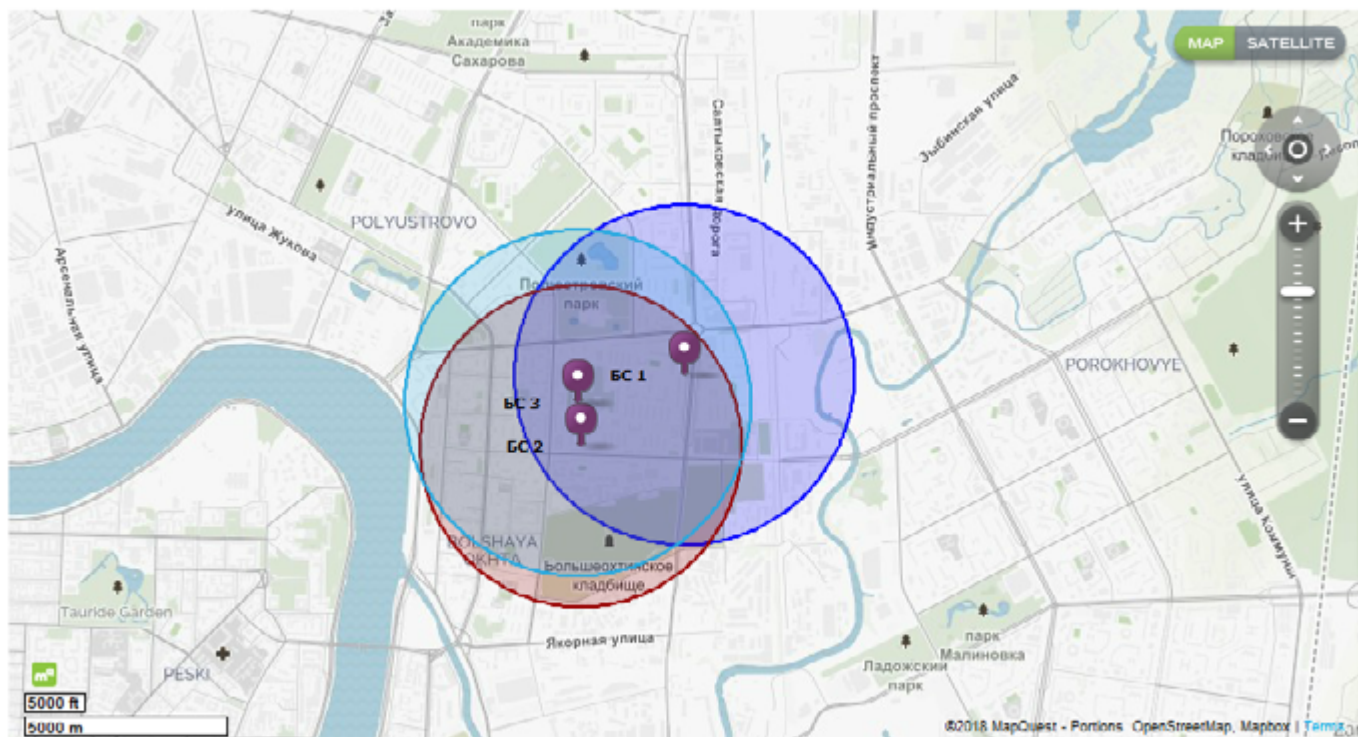 парк
Академика
Сахарова
MAP
SATELLITE
Салтыковская дорога
Индустриальный проспект
Зыбинская улица
Пороховское
кладбище
улица Жукова
POLYUSTROVO
Арсенальная улица
Полюстровский
парк
БС 1
БС 3
БС 2
POROKHOVYE
BOLSHAYA
OKHTA
Большеохтинское
кладбище
улица Коммуны
Tauride Garden
Якорная улица
парк
Малиновка
Ладожский
парк
PESKI
5000 ft
5000 m
©2018 MapQuest - Portions OpenStreetMap, Mapbox | Terms